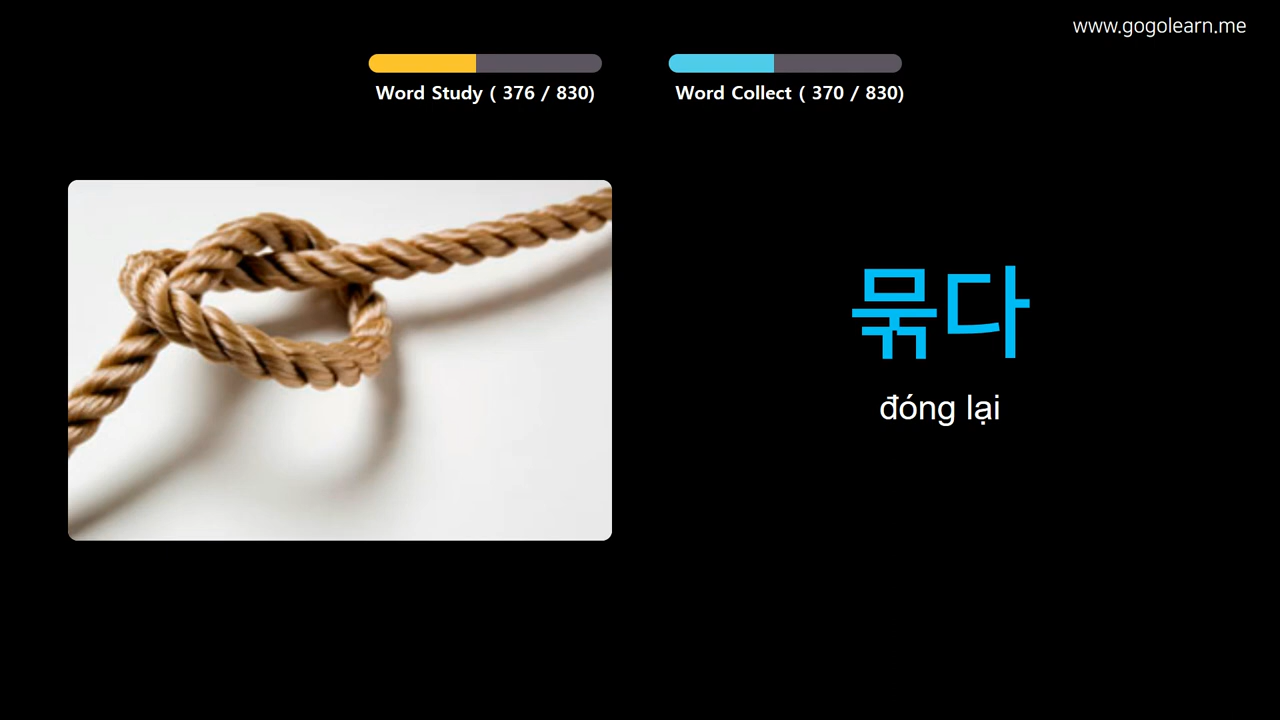 www.gogolearn.me
Word Study ( 376 / 830)
Word Collect ( 370 / 830)
묶다
đóng lại